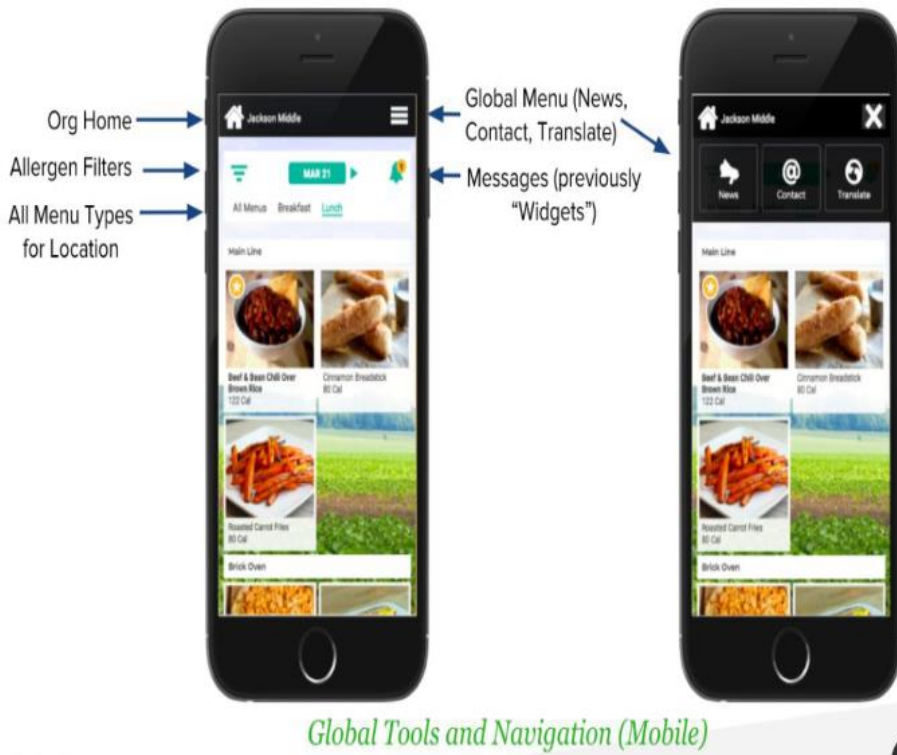 Org Home
Allergen Filters
All Menu Types
for Location
Global Menu (News,
Contact, Translate)
Messages (previously
"Widgets")
Jackson Middle
MAR 21
All Menus Breakfast Lunch
Main Line
Beef & Bean Chili Over
Brown Rice
122 Cal
Cinnamon Breadstick
80 Cal
Roasted Carrot Fries
80 Cal
Brick Oven
Jackson Middle
News Contact Translate
Main Line
Beef & Bean Chili Over
Brown Rice
122 Cal
Cinnamon Breadstick
80 Cal
Roasted Carrot Fries
80 Cal
Brick Oven
Global Tools and Navigation (Mobile)